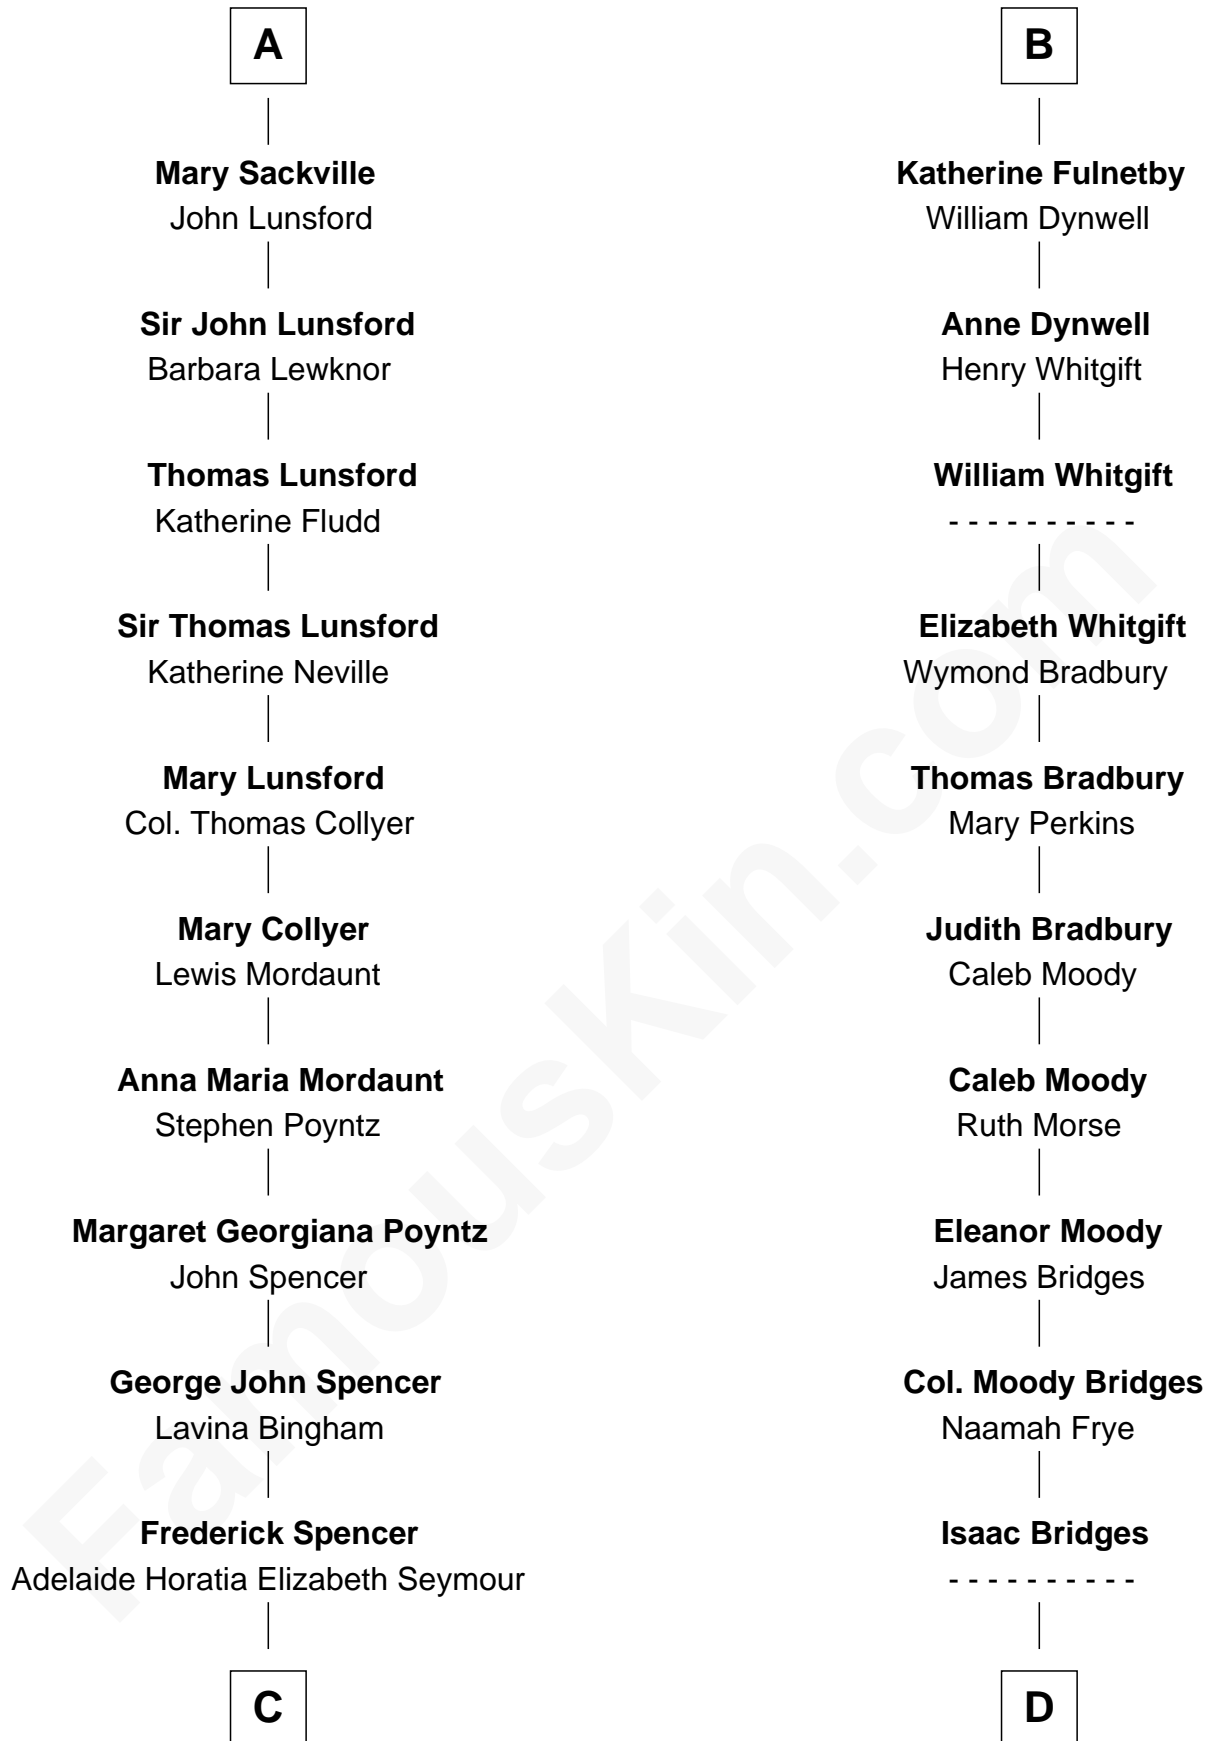 A
Mary Sackville
John Lunsford
Sir John Lunsford
Barbara Lewknor
Thomas Lunsford
Katherine Fludd
Sir Thomas Lunsford
Katherine Neville
Mary Lunsford
Col. Thomas Collyer
Mary Collyer
Lewis Mordaunt
Anna Maria Mordaunt
Stephen Poyntz
Margaret Georgiana Poyntz
John Spencer
George John Spencer
Lavina Bingham
Frederick Spencer
Adelaide Horatia Elizabeth Seymour
C
B
Katherine Fulnetby
William Dynwell
Anne Dynwell
Henry Whitgift
William Whitgift
- - - - - - - - - -
Elizabeth Whitgift
Wymond Bradbury
Thomas Bradbury
Mary Perkins
Judith Bradbury
Caleb Moody
Caleb Moody
Ruth Morse
Eleanor Moody
James Bridges
Col. Moody Bridges
Naamah Frye
Isaac Bridges
- - - - - - - - - -
D
FamousKin.com